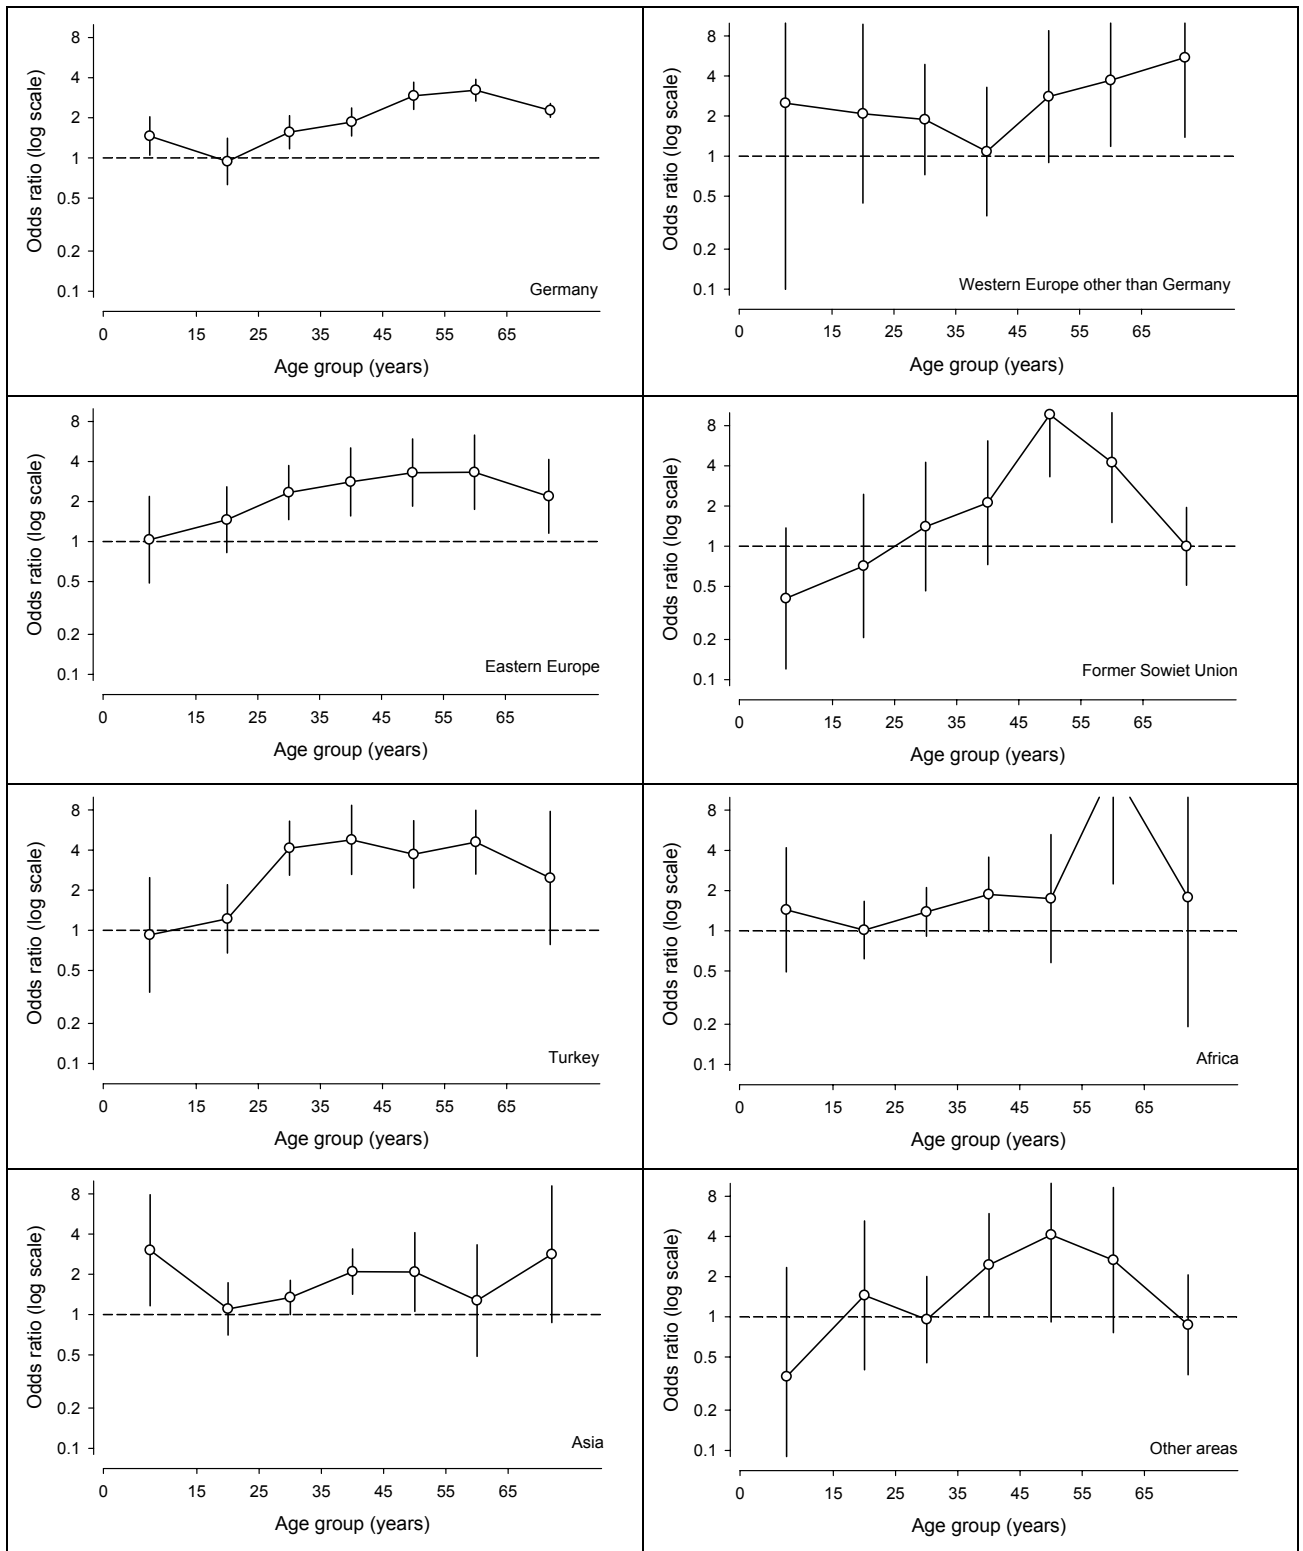 8
4
2
1
0.5
0.2
0.1
Odds ratio (log scale)
Germany
0 15 25 35 45 55 65
Age group (years)
8
4
2
1
0.5
0.2
0.1
Odds ratio (log scale)
Western Europe other than Germany
0 15 25 35 45 55 65
Age group (years)
8
4
2
1
0.5
0.2
0.1
Odds ratio (log scale)
Eastern Europe
0 15 25 35 45 55 65
Age group (years)
8
4
2
1
0.5
0.2
0.1
Odds ratio (log scale)
Former Sowiet Union
0 15 25 35 45 55 65
Age group (years)
8
4
2
1
0.5
0.2
0.1
Odds ratio (log scale)
Turkey
0 15 25 35 45 55 65
Age group (years)
8
4
2
1
0.5
0.2
0.1
Odds ratio (log scale)
Africa
0 15 25 35 45 55 65
Age group (years)
8
4
2
1
0.5
0.2
0.1
Odds ratio (log scale)
Asia
0 15 25 35 45 55 65
Age group (years)
8
4
2
1
0.5
0.2
0.1
Odds ratio (log scale)
Other areas
0 15 25 35 45 55 65
Age group (years)